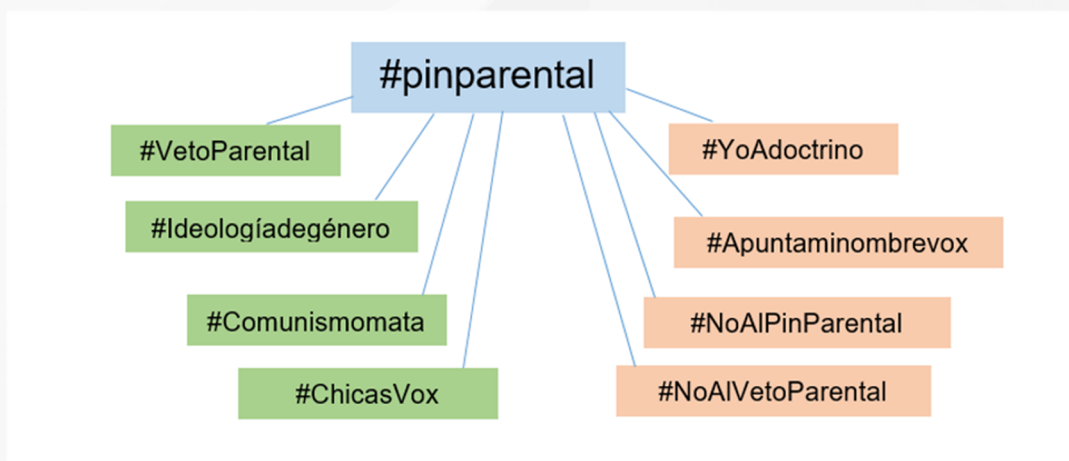 #pinparental
#VetoParental
#YoAdoctrino
#Ideologíadegénero
#Apuntaminombrevox
#Comunismomata
#NoAlPinParental
#ChicasVox
#NoAlVetoParental